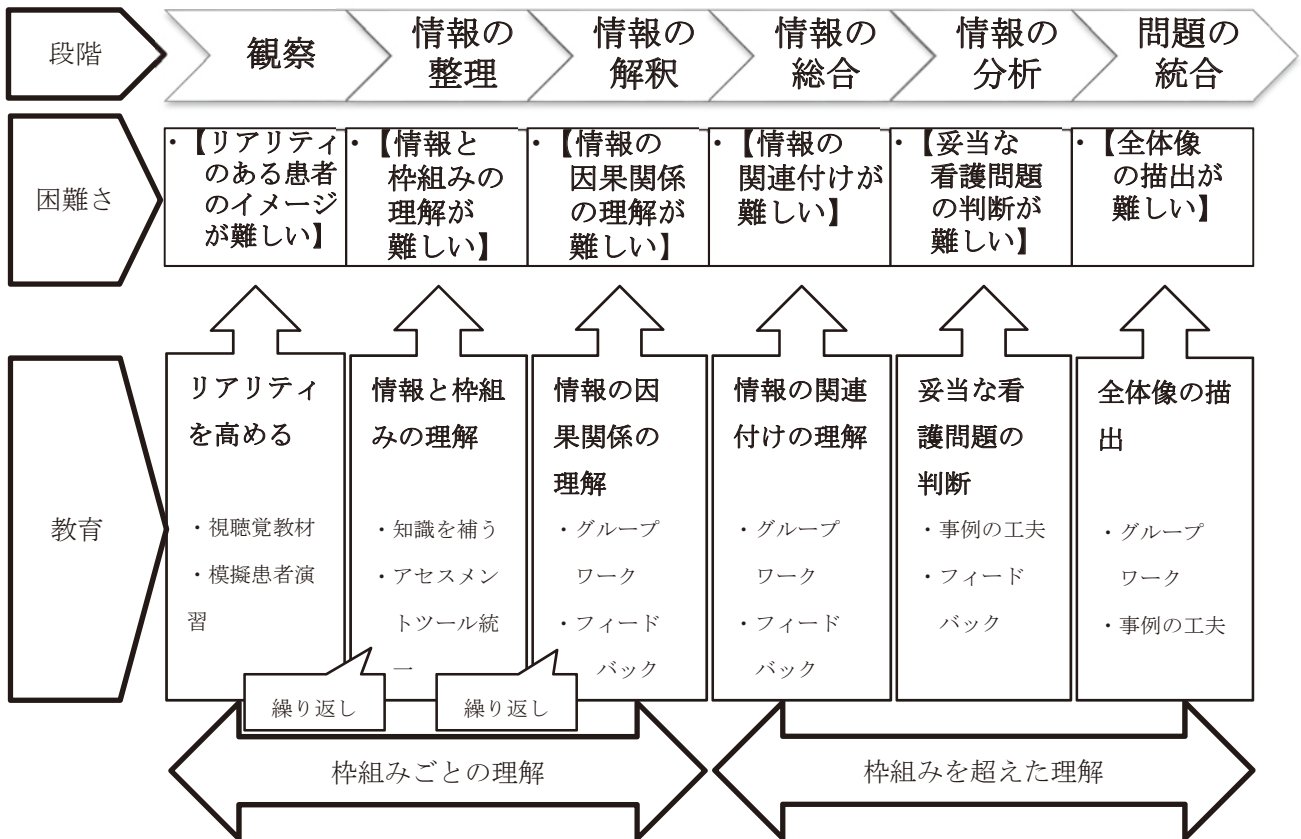 段階
観察
情報の
整理
情報の
解釈
情報の
総合
情報の
分析
問題の
統合
困難さ
・【リアリティ
のある患者
のイメージ
が難しい】
・【情報と
枠組みの
理解が
難しい】
・【情報の
因果関係
の理解が
難しい】
・【情報の
関連付けが
難しい】
・【妥当な
看護問題
の判断が
難しい】
・【全体像
の描出が
難しい】
教育
リアリティ
を高める
・視聴覚教材
・模擬患者演
習
情報と枠組
みの理解
・知識を補う
・アセスメン
トツール統
一
情報の因
果関係の
理解
・グループ
ワーク
・フィード
バック
情報の関連
付けの理解
・グループ
ワーク
・フィード
バック
妥当な看
護問題の
判断
・事例の工夫
・フィード
バック
全体像の描
出
・グループ
ワーク
・事例の工夫
繰り返し
繰り返し
枠組みごとの理解
枠組みを超えた理解